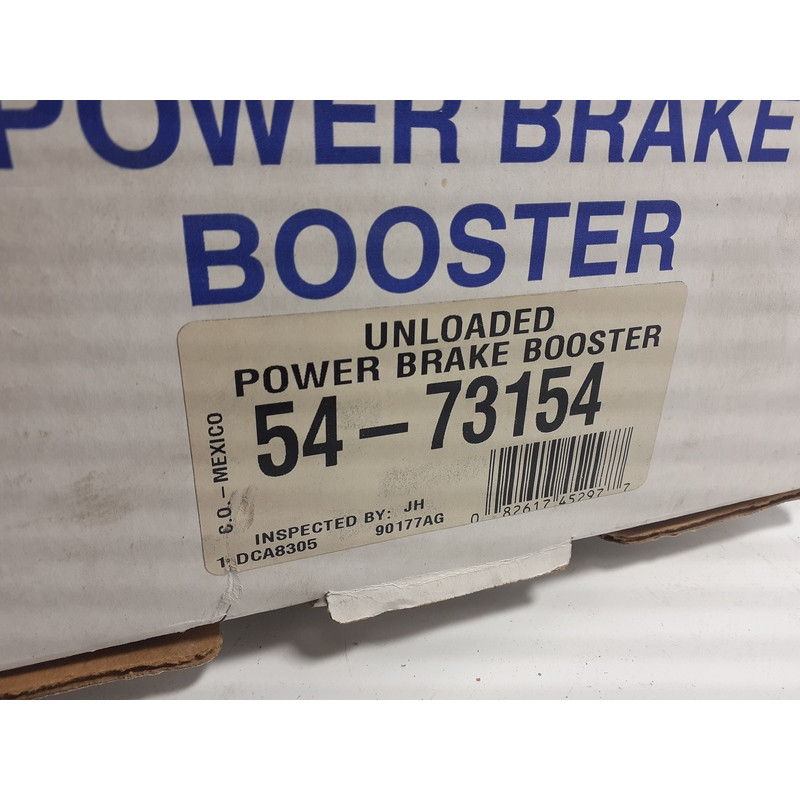 POWER BRAKE
BOOSTER
UNLOADED
POWER BRAKE BOOSTER
54-73154
C.O. - MEXICO
INSPECTED BY: JH
90177AG
1 DCA8305
0 82617 45297 7